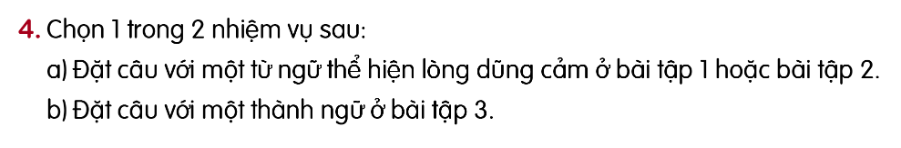 4. Chọn 1 trong 2 nhiệm vụ sau:
a) Đặt câu với một từ ngữ thể hiện lòng dũng cảm ở bài tập 1 hoặc bài tập 2.
b) Đặt câu với một thành ngữ ở bài tập 3.